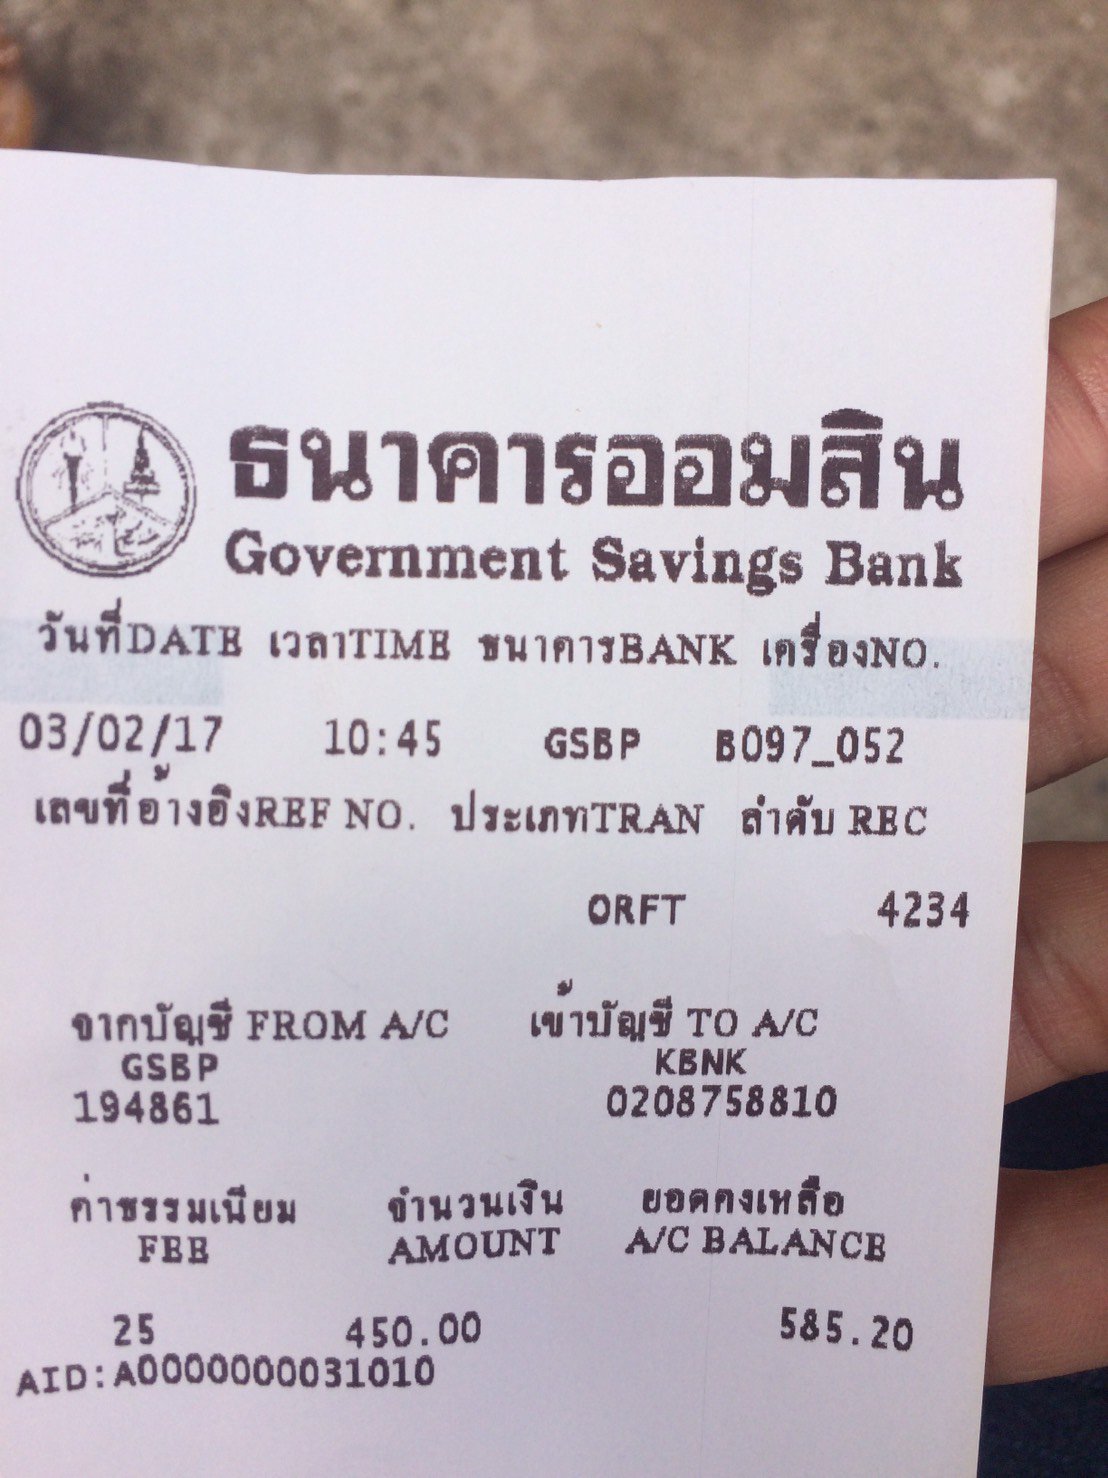 ธนาคารออมสิน
Government Savings Bank
วันที่DATE เวลาTIME ธนาคารBANK เครื่องNO.
03/02/17 10:45 GSBP B097_052
เลขที่อ้างอิงREF NO. ประเภทTRAN ลำดับ REC
ORFT 4234
จากบัญชี FROM A/C เข้าบัญชี TO A/C
GSBP KBNK
194861 0208758810
ค่าธรรมเนียม จำนวนเงิน ยอดคงเหลือ
FEE AMOUNT A/C BALANCE
25 450.00 585.20
AID:A0000000031010